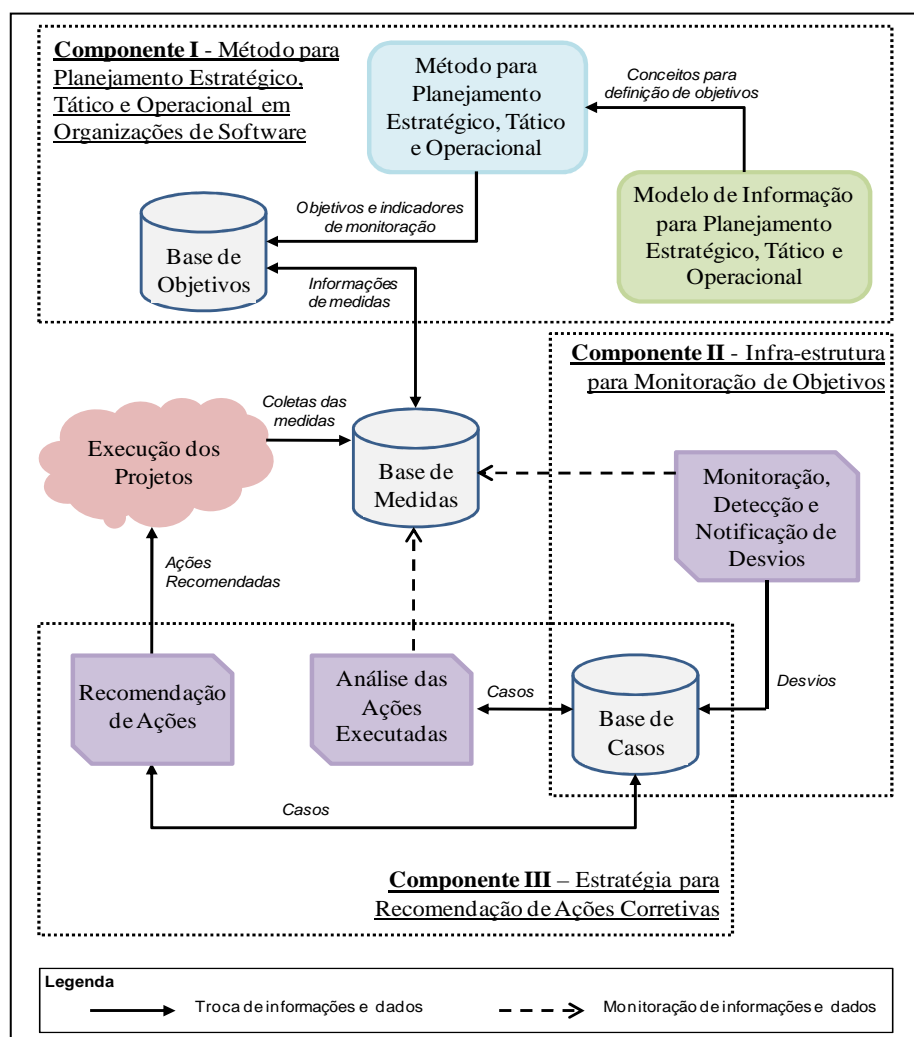 Componente I - Método para
Planejamento Estratégico,
Tático e Operacional em
Organizações de Software
Método para
Planejamento
Estratégico, Tático
e Operacional
Conceitos para
definição de objetivos
Modelo de Informação
para Planejamento
Estratégico, Tático e
Operacional
Objetivos e indicadores
de monitoração
Base de
Objetivos
Informações
de medidas
Componente II - Infra-estrutura
para Monitoração de Objetivos
Coletas das
medidas
Execução dos
Projetos
Base de
Medidas
Monitoração,
Detecção e
Notificação de
Desvios
Ações
Recomendadas
Recomendação
de Ações
Análise das
Ações
Executadas
Casos
Base de
Casos
Desvios
Casos
Componente III – Estratégia para
Recomendação de Ações Corretivas
Legenda
Troca de informações e dados
Monitoração de informações e dados